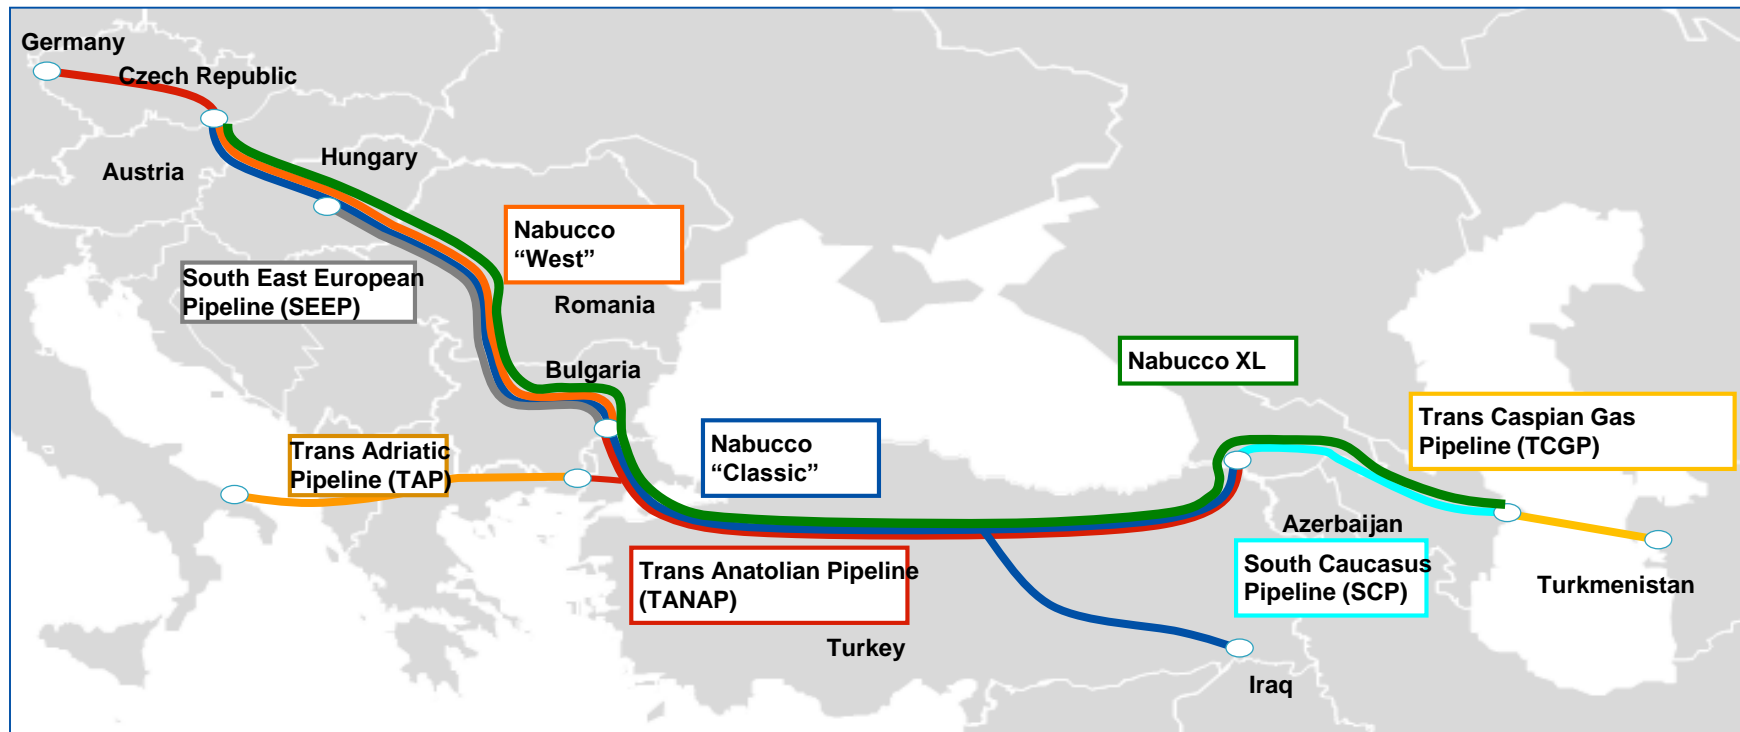 Germany
Czech Republic
Hungary
Austria
Nabucco
“West”
South East European
Pipeline (SEEP)
Romania
Bulgaria
Nabucco XL
Trans Caspian Gas
Pipeline (TCGP)
Trans Adriatic
Pipeline (TAP)
Nabucco
“Classic”
Azerbaijan
Trans Anatolian Pipeline
(TANAP)
South Caucasus
Pipeline (SCP)
Turkmenistan
Turkey
Iraq